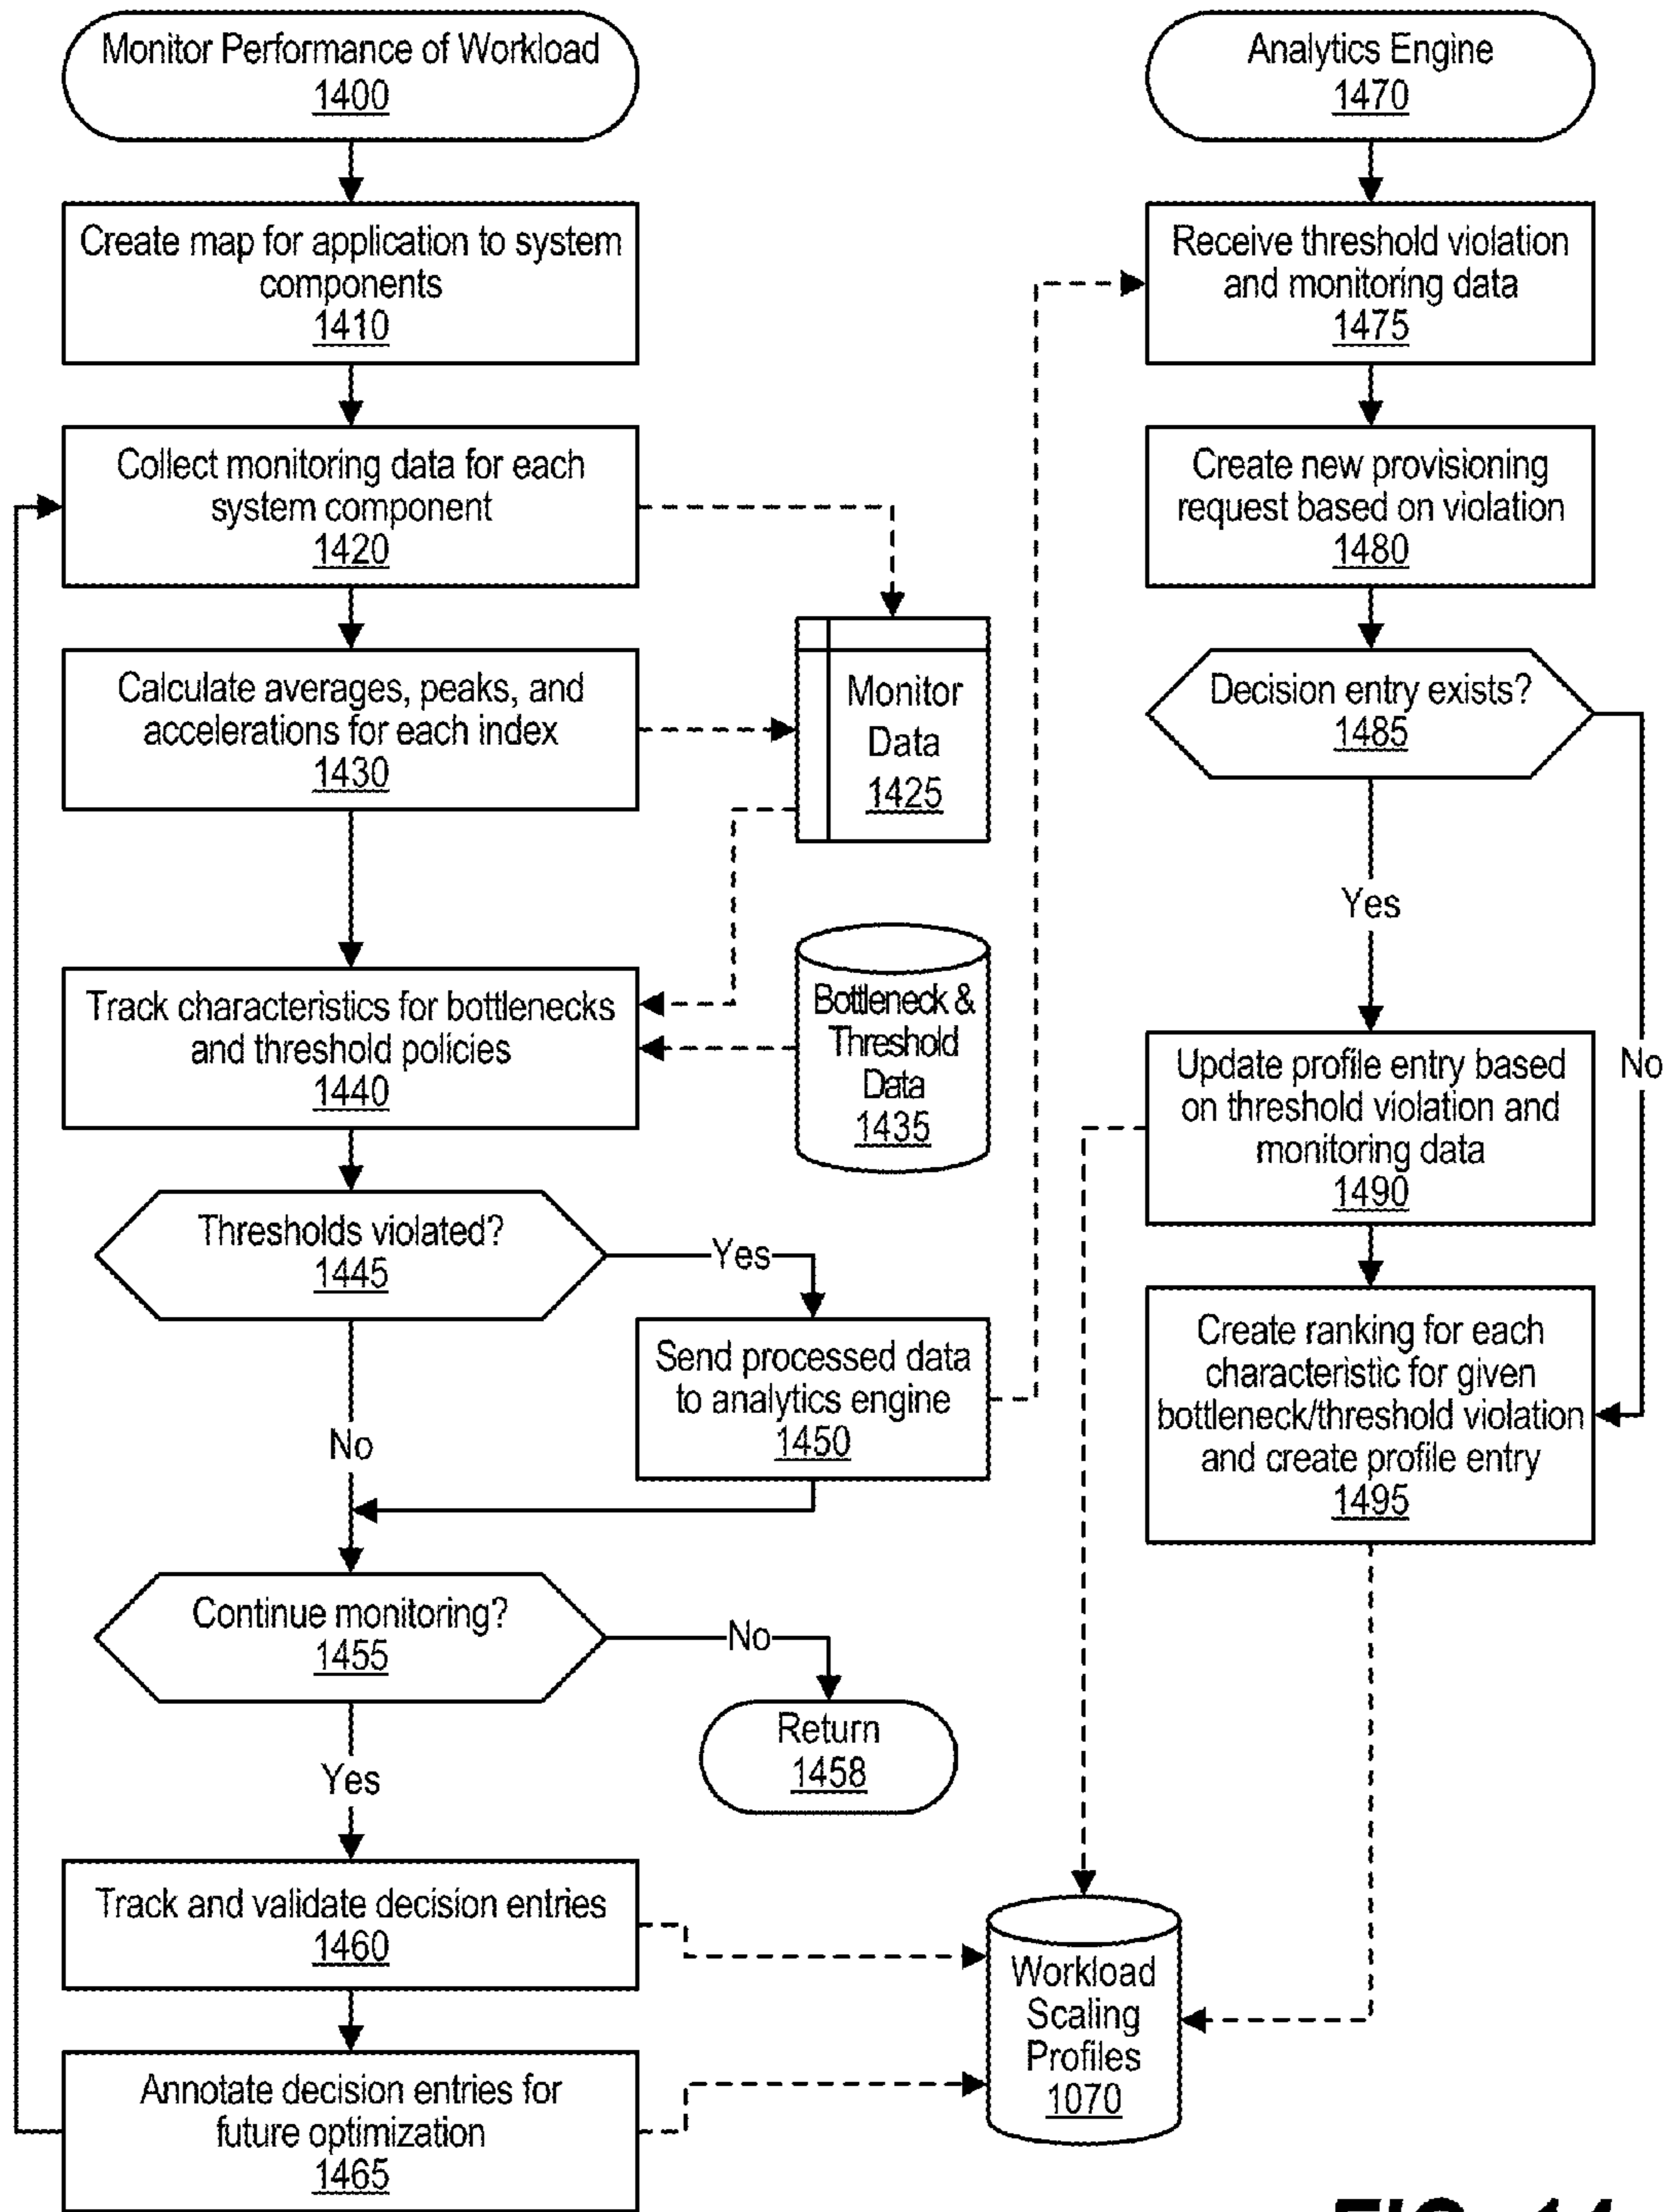 Monitor Performance of Workload
1400
Create map for application to system
components
1410
Collect monitoring data for each
system component
1420
Calculate averages, peaks, and
accelerations for each index
1430
Monitor
Data
1425
Track characteristics for bottlenecks
and threshold policies
1440
Bottleneck &
Threshold
Data
1435
Thresholds violated?
1445
Yes
Send processed data
to analytics engine
1450
No
Continue monitoring?
1455
No
Return
1458
Yes
Track and validate decision entries
1460
Annotate decision entries for
future optimization
1465
Analytics Engine
1470
Receive threshold violation
and monitoring data
1475
Create new provisioning
request based on violation
1480
Decision entry exists?
1485
Yes
No
Update profile entry based
on threshold violation and
monitoring data
1490
Create ranking for each
characteristic for given
bottleneck/threshold violation
and create profile entry
1495
Workload
Scaling
Profiles
1070
FIG. 14